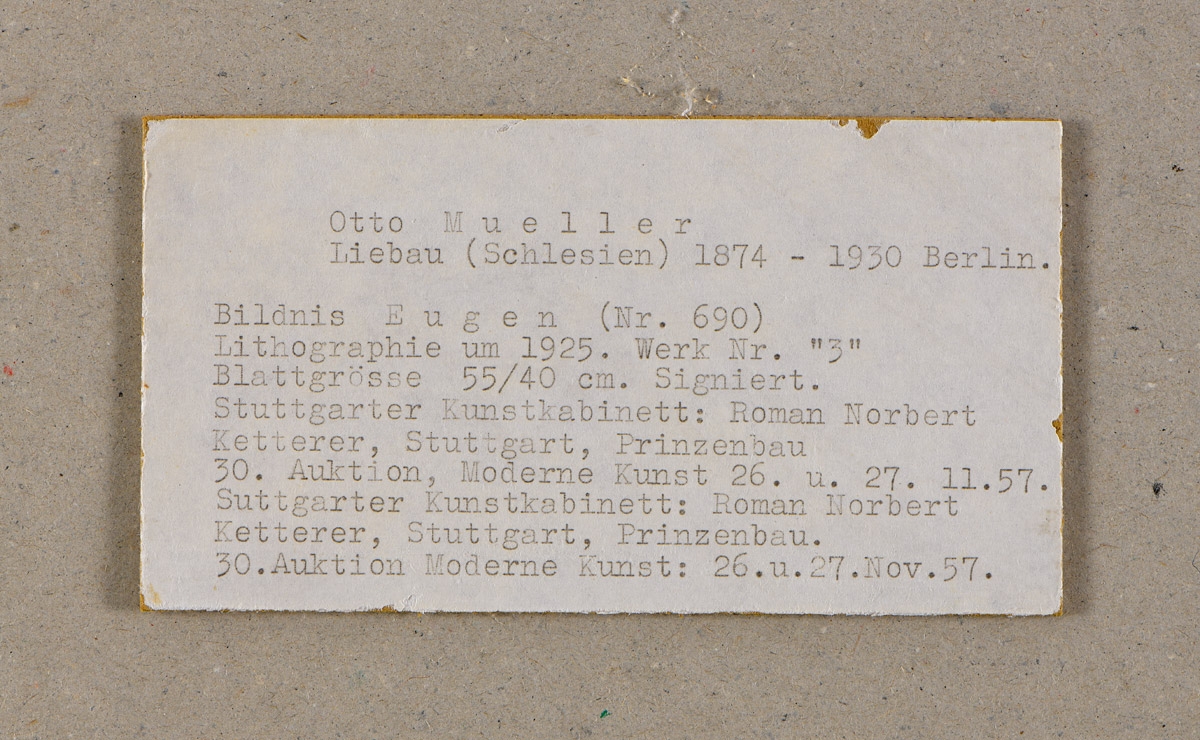 Otto M u e l l e r
Liebau (Schlesien) 1874 - 1930 Berlin.
Bildnis E u g e n (Nr. 690)
Lithographie um 1925. Werk Nr. "3"
Blattgrösse 55/40 cm. Signiert.
Stuttgarter Kunstkabinett: Roman Norbert
Ketterer, Stuttgart, Prinzenbau
30. Auktion, Moderne Kunst 26. u. 27. 11.57.
Suttgarter Kunstkabinett: Roman Norbert
Ketterer, Stuttgart, Prinzenbau.
30.Auktion Moderne Kunst: 26.u.27.Nov.57.